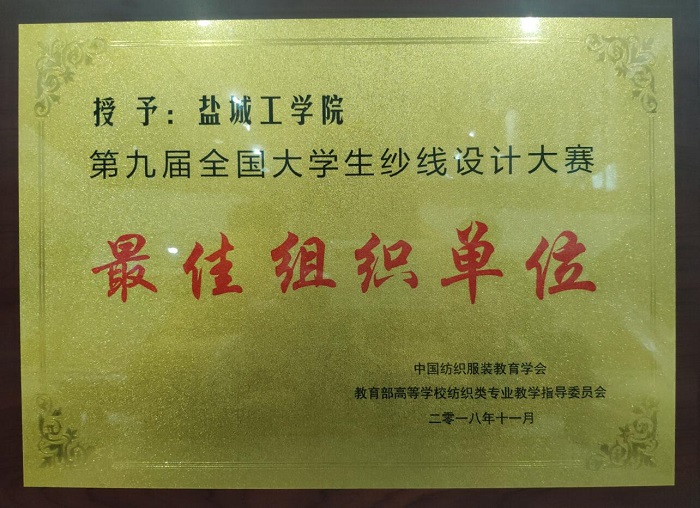 授予：盐城工学院
第九届全国大学生纱线设计大赛
最佳组织单位
中国纺织服装教育学会
教育部高等学校纺织类专业教学指导委员会
二零一八年十一月